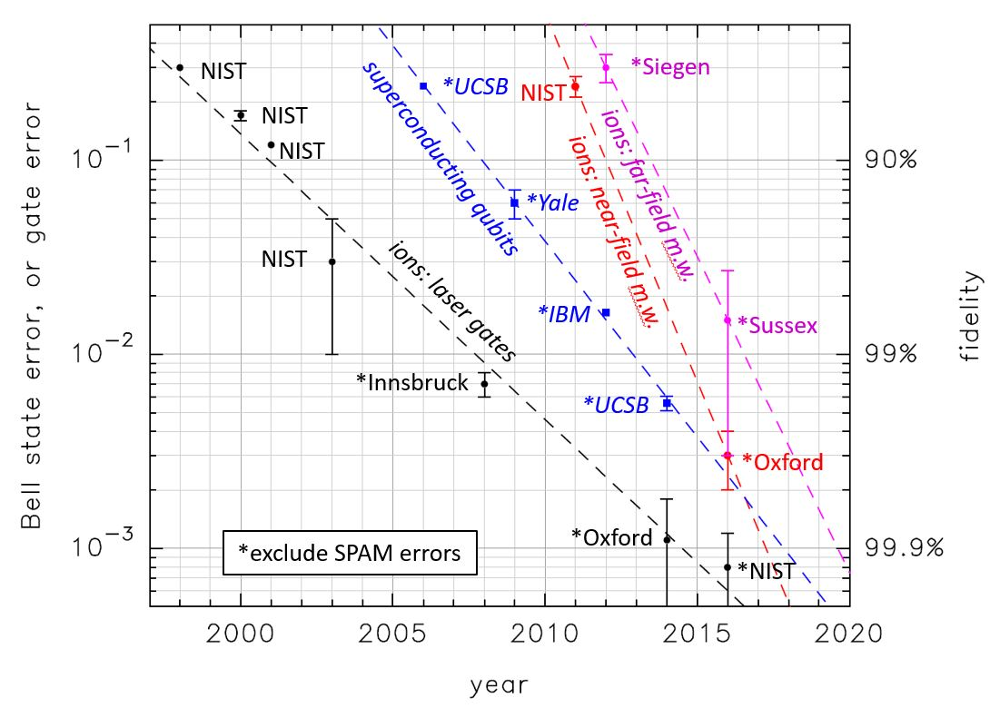 NIST
*Siegen
*UCSB
NIST
NIST
NIST
10⁻¹
90%
superconducting qubits
ions: near-field m.w.
ions: far-field m.w.
*Yale
NIST
ions: laser gates
*IBM
*Sussex
10⁻²
99%
*Innsbruck
*UCSB
*Oxford
*Oxford
10⁻³
99.9%
*exclude SPAM errors
*NIST
Bell state error, or gate error
fidelity
2000
2005
2010
2015
2020
year